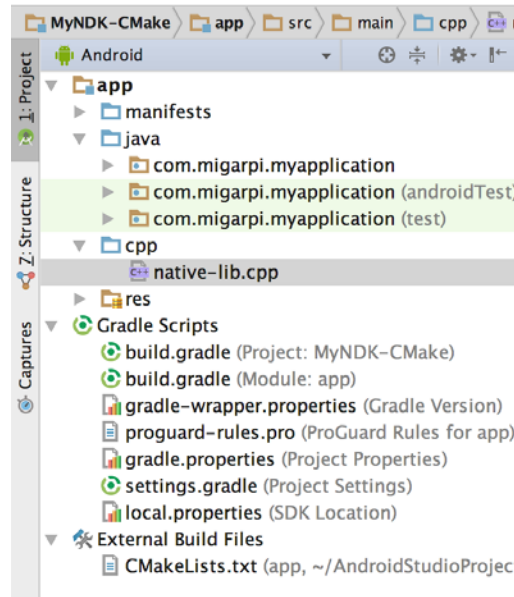 MyNDK-CMake app src main cpp
1: Project
Android
app
manifests
java
com.migarpi.myapplication
com.migarpi.myapplication (androidTest)
com.migarpi.myapplication (test)
Z: Structure
cpp
native-lib.cpp
res
Captures
Gradle Scripts
build.gradle (Project: MyNDK-CMake)
build.gradle (Module: app)
gradle-wrapper.properties (Gradle Version)
proguard-rules.pro (ProGuard Rules for app)
gradle.properties (Project Properties)
settings.gradle (Project Settings)
local.properties (SDK Location)
External Build Files
CMakeLists.txt (app, ~/AndroidStudioProjec